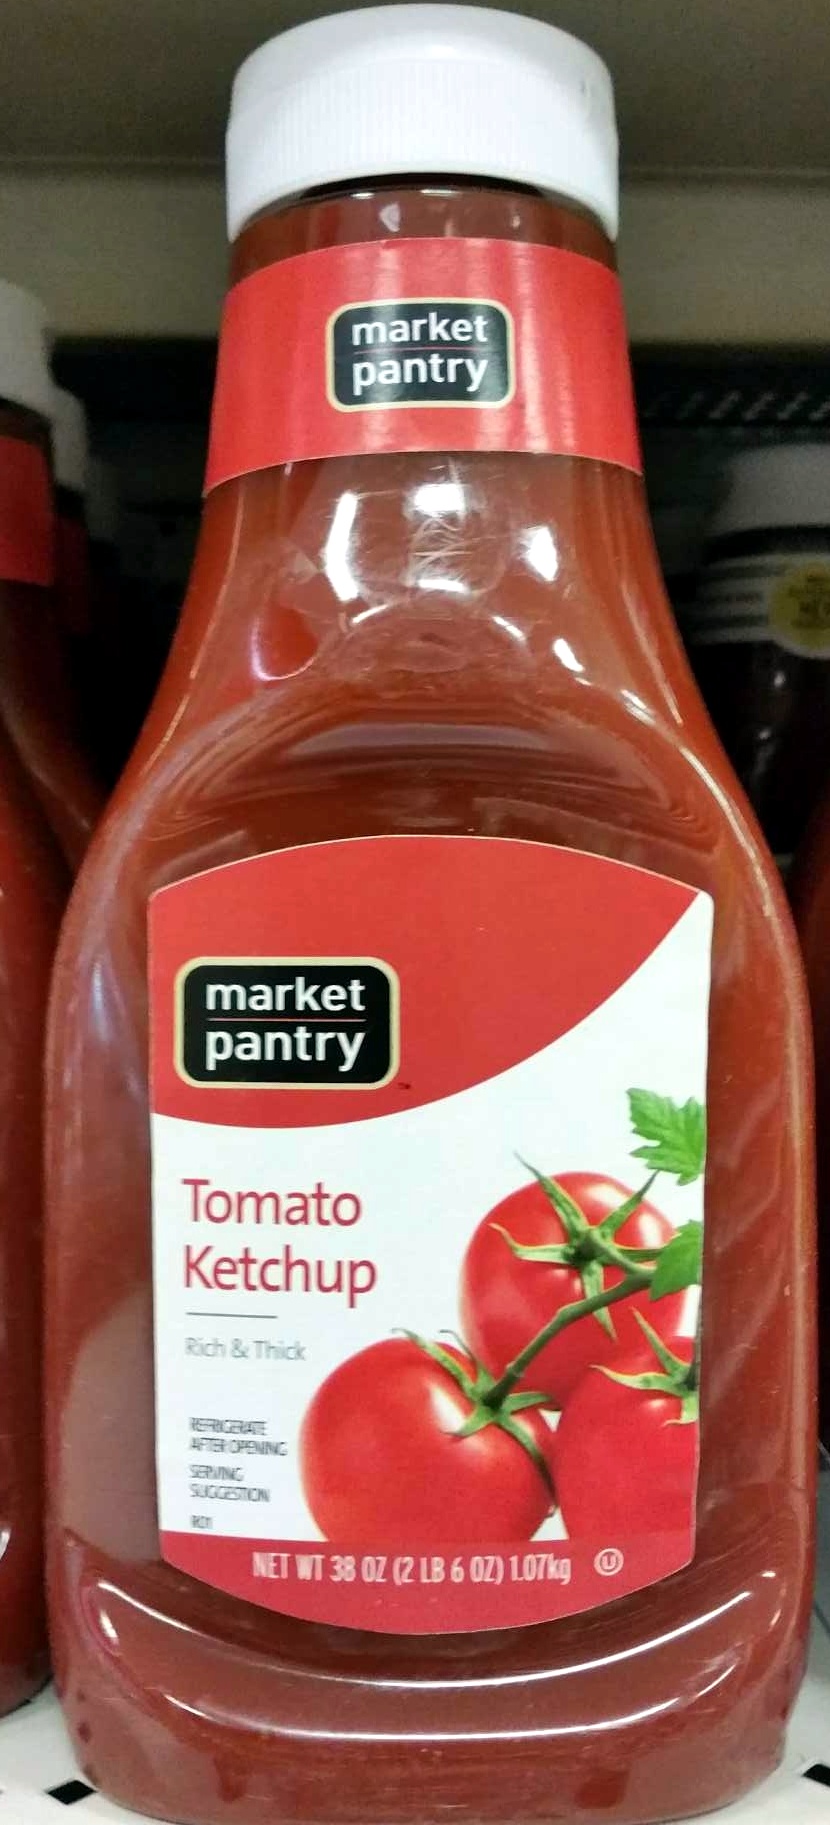 market
pantry
market
pantry
Tomato
Ketchup
Rich & Thick
REFRIGERATE
AFTER OPENING
SERVING
SUGGESTION
R01
NET WT 38 OZ (2 LB 6 OZ) 1.07kg U